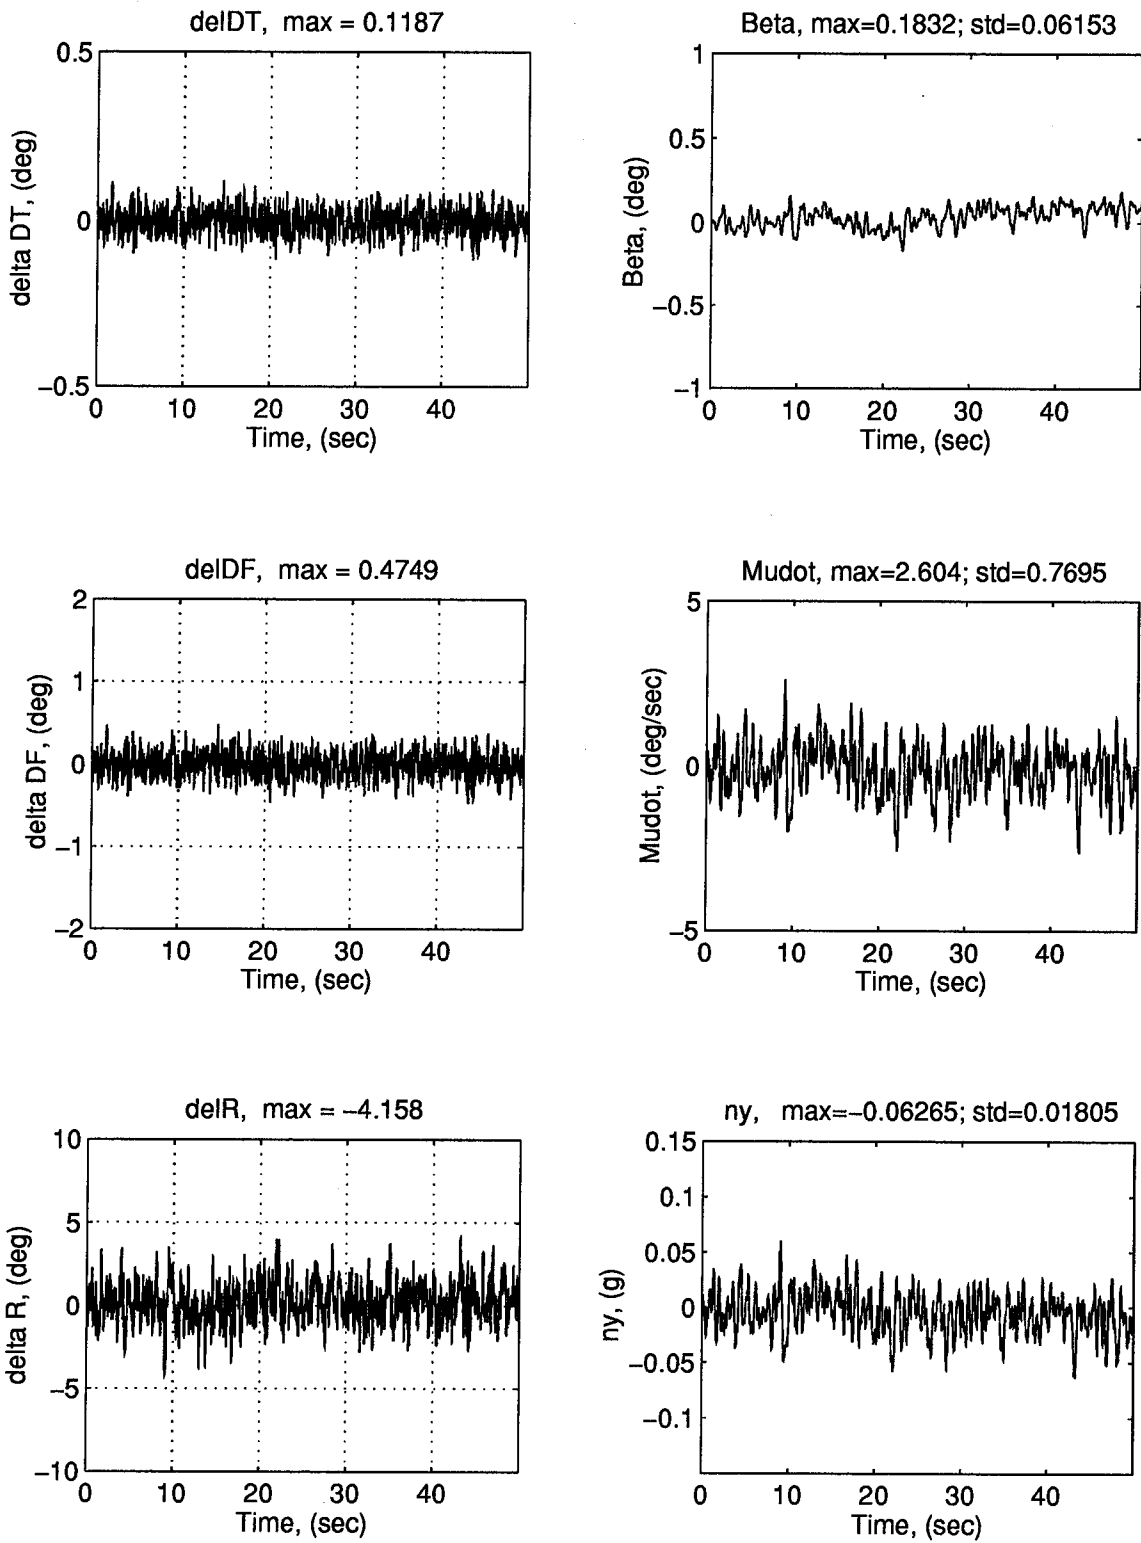 delDT, max = 0.1187
0.5
0
−0.5
delta DT, (deg)
0 10 20 30 40
Time, (sec)
Beta, max=0.1832; std=0.06153
1
0.5
0
−0.5
−1
Beta, (deg)
0 10 20 30 40
Time, (sec)
delDF, max = 0.4749
2
1
0
−1
−2
delta DF, (deg)
0 10 20 30 40
Time, (sec)
Mudot, max=2.604; std=0.7695
5
0
−5
Mudot, (deg/sec)
0 10 20 30 40
Time, (sec)
delR, max = −4.158
10
5
0
−5
−10
delta R, (deg)
0 10 20 30 40
Time, (sec)
ny, max=−0.06265; std=0.01805
0.15
0.1
0.05
0
−0.05
−0.1
ny, (g)
0 10 20 30 40
Time, (sec)